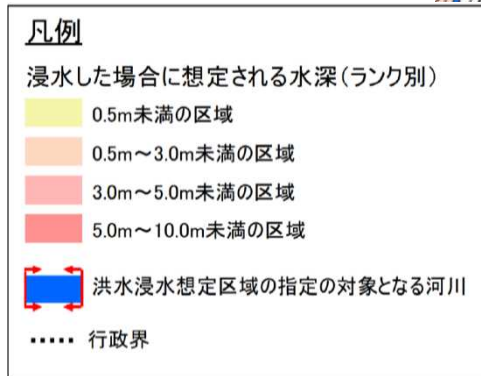 凡例
浸水した場合に想定される水深(ランク別)
0.5m未満の区域
0.5m～3.0m未満の区域
3.0m～5.0m未満の区域
5.0m～10.0m未満の区域
洪水浸水想定区域の指定の対象となる河川
行政界